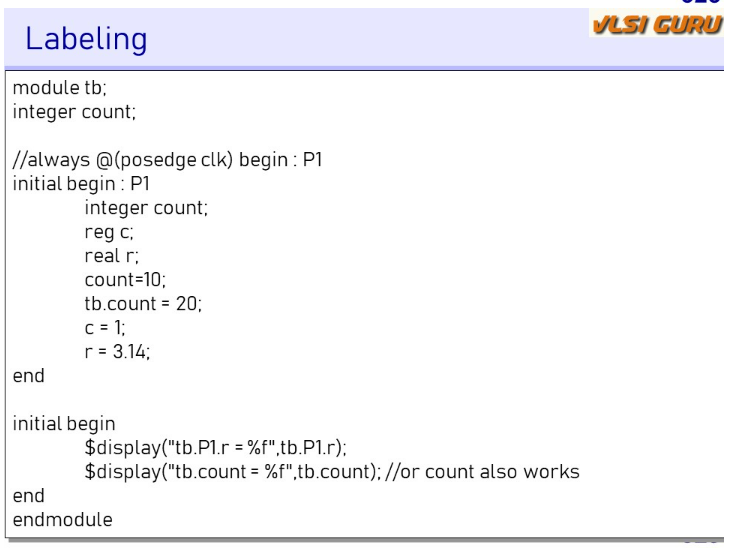 Labeling
VLSI GURU
module tb;
integer count;
//always @(posedge clk) begin : P1
initial begin : P1
integer count;
reg c;
real r;
count=10;
tb.count = 20;
c = 1;
r = 3.14;
end
initial begin
$display("tb.P1.r = %f",tb.P1.r);
$display("tb.count = %f",tb.count); //or count also works
end
endmodule